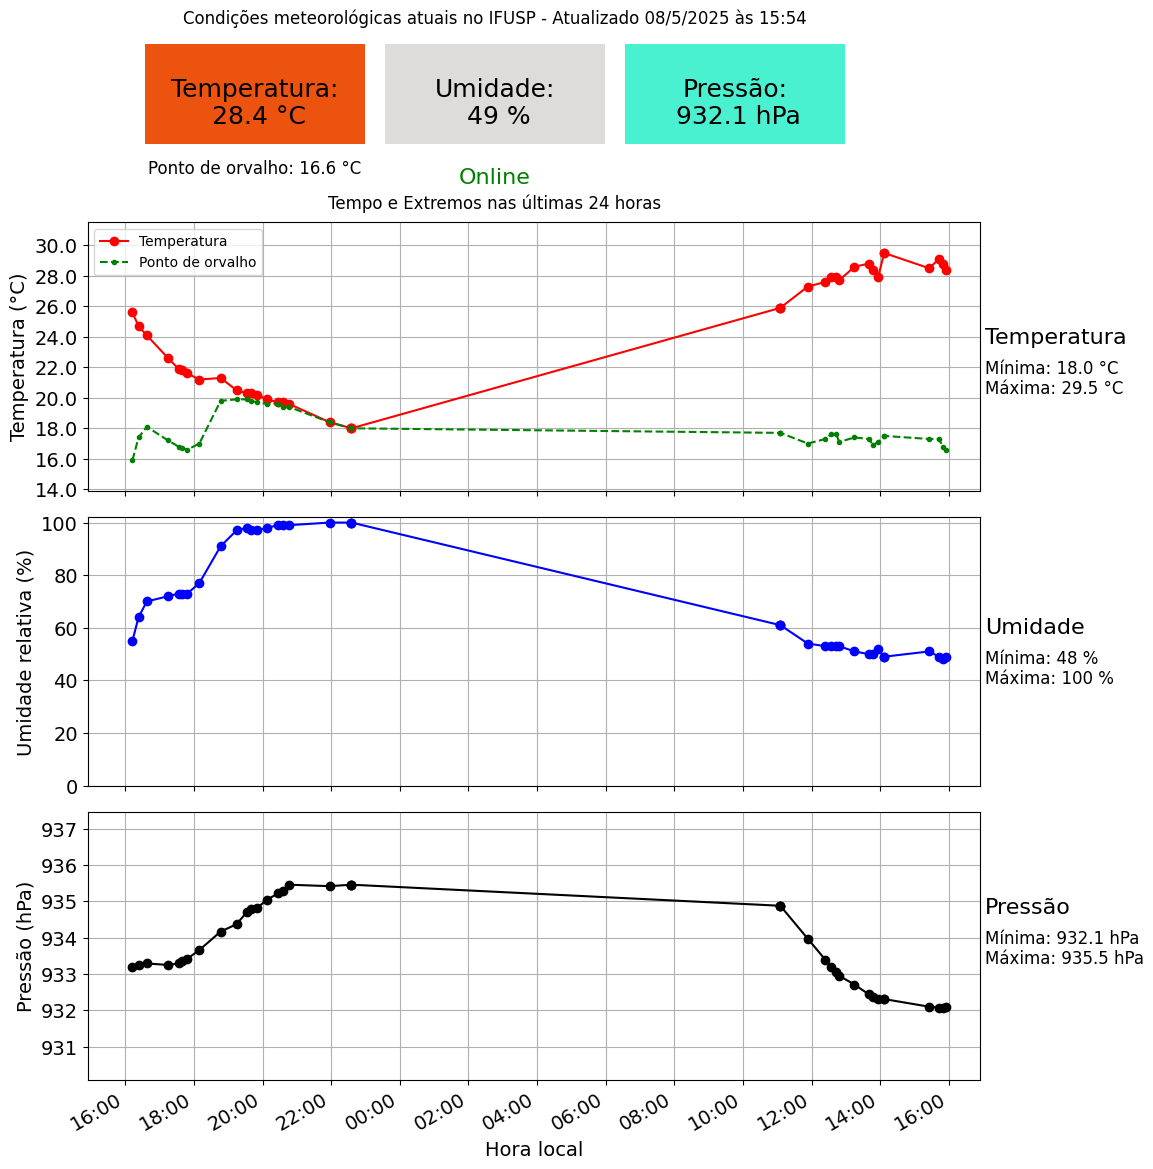 Condições meteorológicas atuais no IFUSP - Atualizado 08/5/2025 às 15:54
Temperatura:
28.4 °C
Umidade:
49 %
Pressão:
932.1 hPa
Ponto de orvalho: 16.6 °C
Online
Tempo e Extremos nas últimas 24 horas
Temperatura (°C)
30.0
28.0
26.0
24.0
22.0
20.0
18.0
16.0
14.0
Temperatura
Ponto de orvalho
Temperatura
Mínima: 18.0 °C
Máxima: 29.5 °C
Umidade relativa (%)
100
80
60
40
20
0
Umidade
Mínima: 48 %
Máxima: 100 %
Pressão (hPa)
937
936
935
934
933
932
931
Pressão
Mínima: 932.1 hPa
Máxima: 935.5 hPa
16:00 18:00 20:00 22:00 00:00 02:00 04:00 06:00 08:00 10:00 12:00 14:00 16:00
Hora local